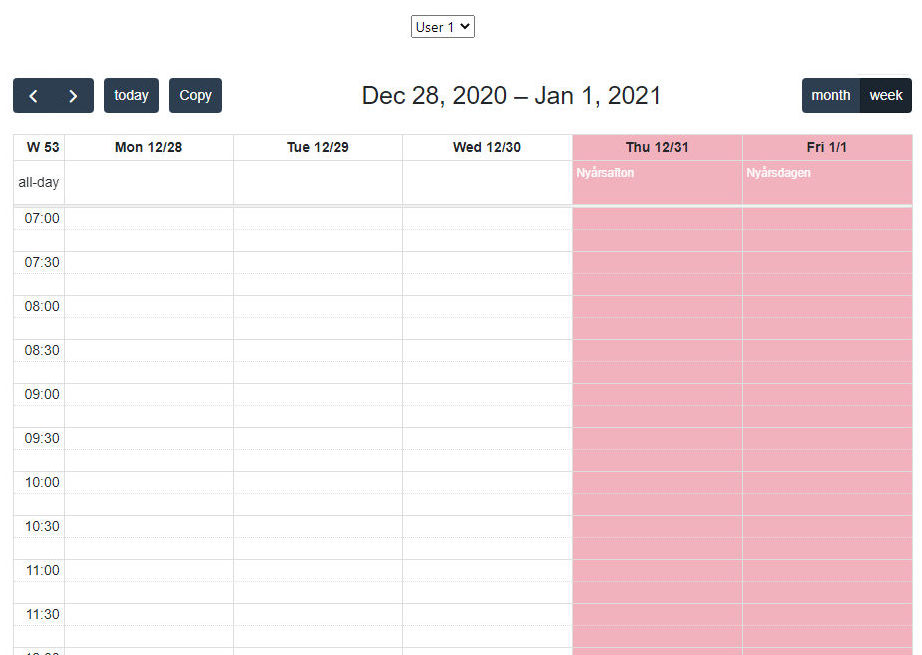 User 1
today Copy Dec 28, 2020 – Jan 1, 2021 month week
W 53 Mon 12/28 Tue 12/29 Wed 12/30 Thu 12/31 Fri 1/1
all-day Nyårsafton Nyårsdagen
07:00
07:30
08:00
08:30
09:00
09:30
10:00
10:30
11:00
11:30